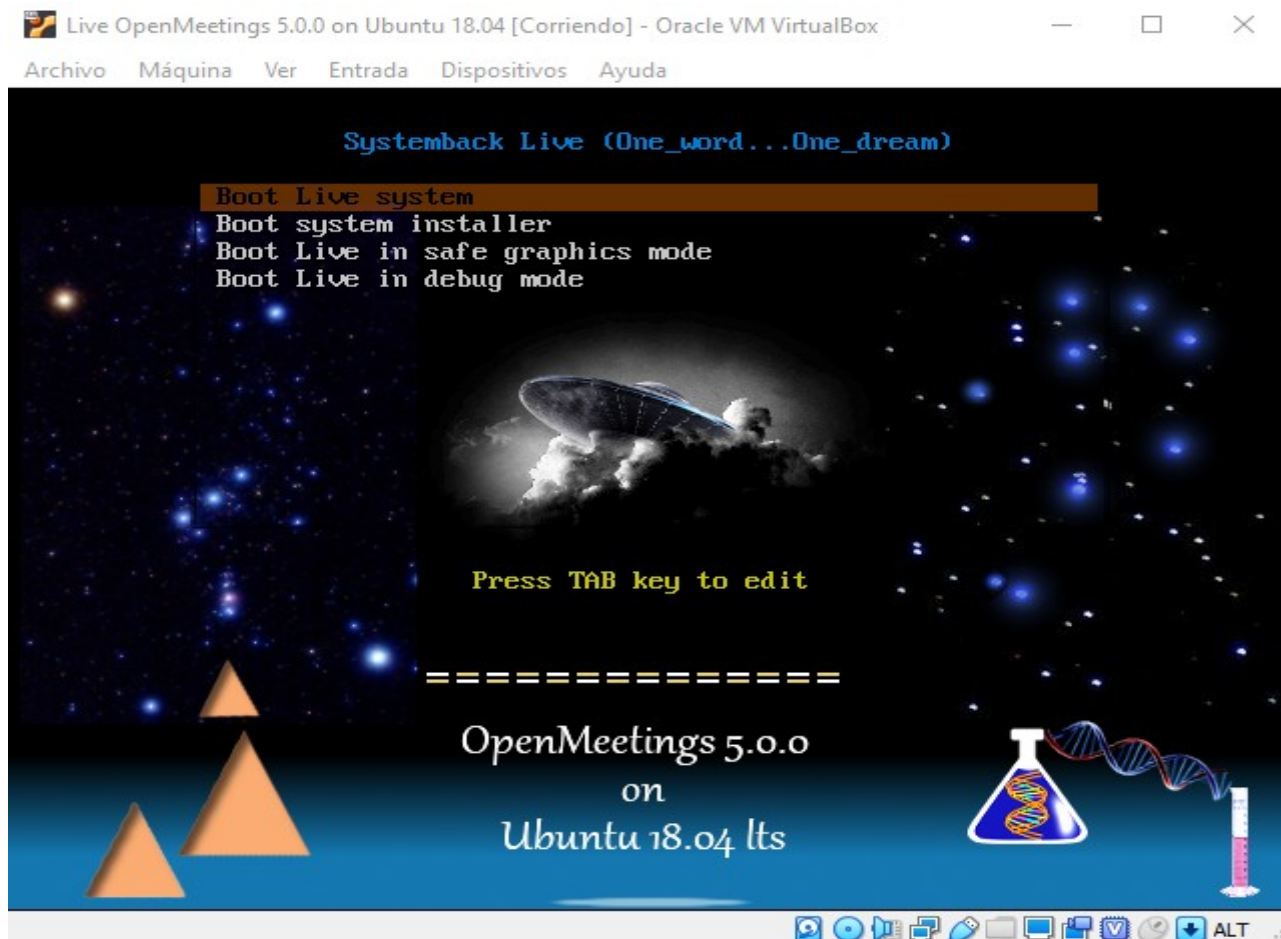 Live OpenMeetings 5.0.0 on Ubuntu 18.04 [Corriendo] - Oracle VM VirtualBox
Archivo Máquina Ver Entrada Dispositivos Ayuda
Systemback Live (One_word...One_dream)
Boot Live system
Boot system installer
Boot Live in safe graphics mode
Boot Live in debug mode
Press TAB key to edit
==============
OpenMeetings 5.0.0
on
Ubuntu 18.04 lts
ALT